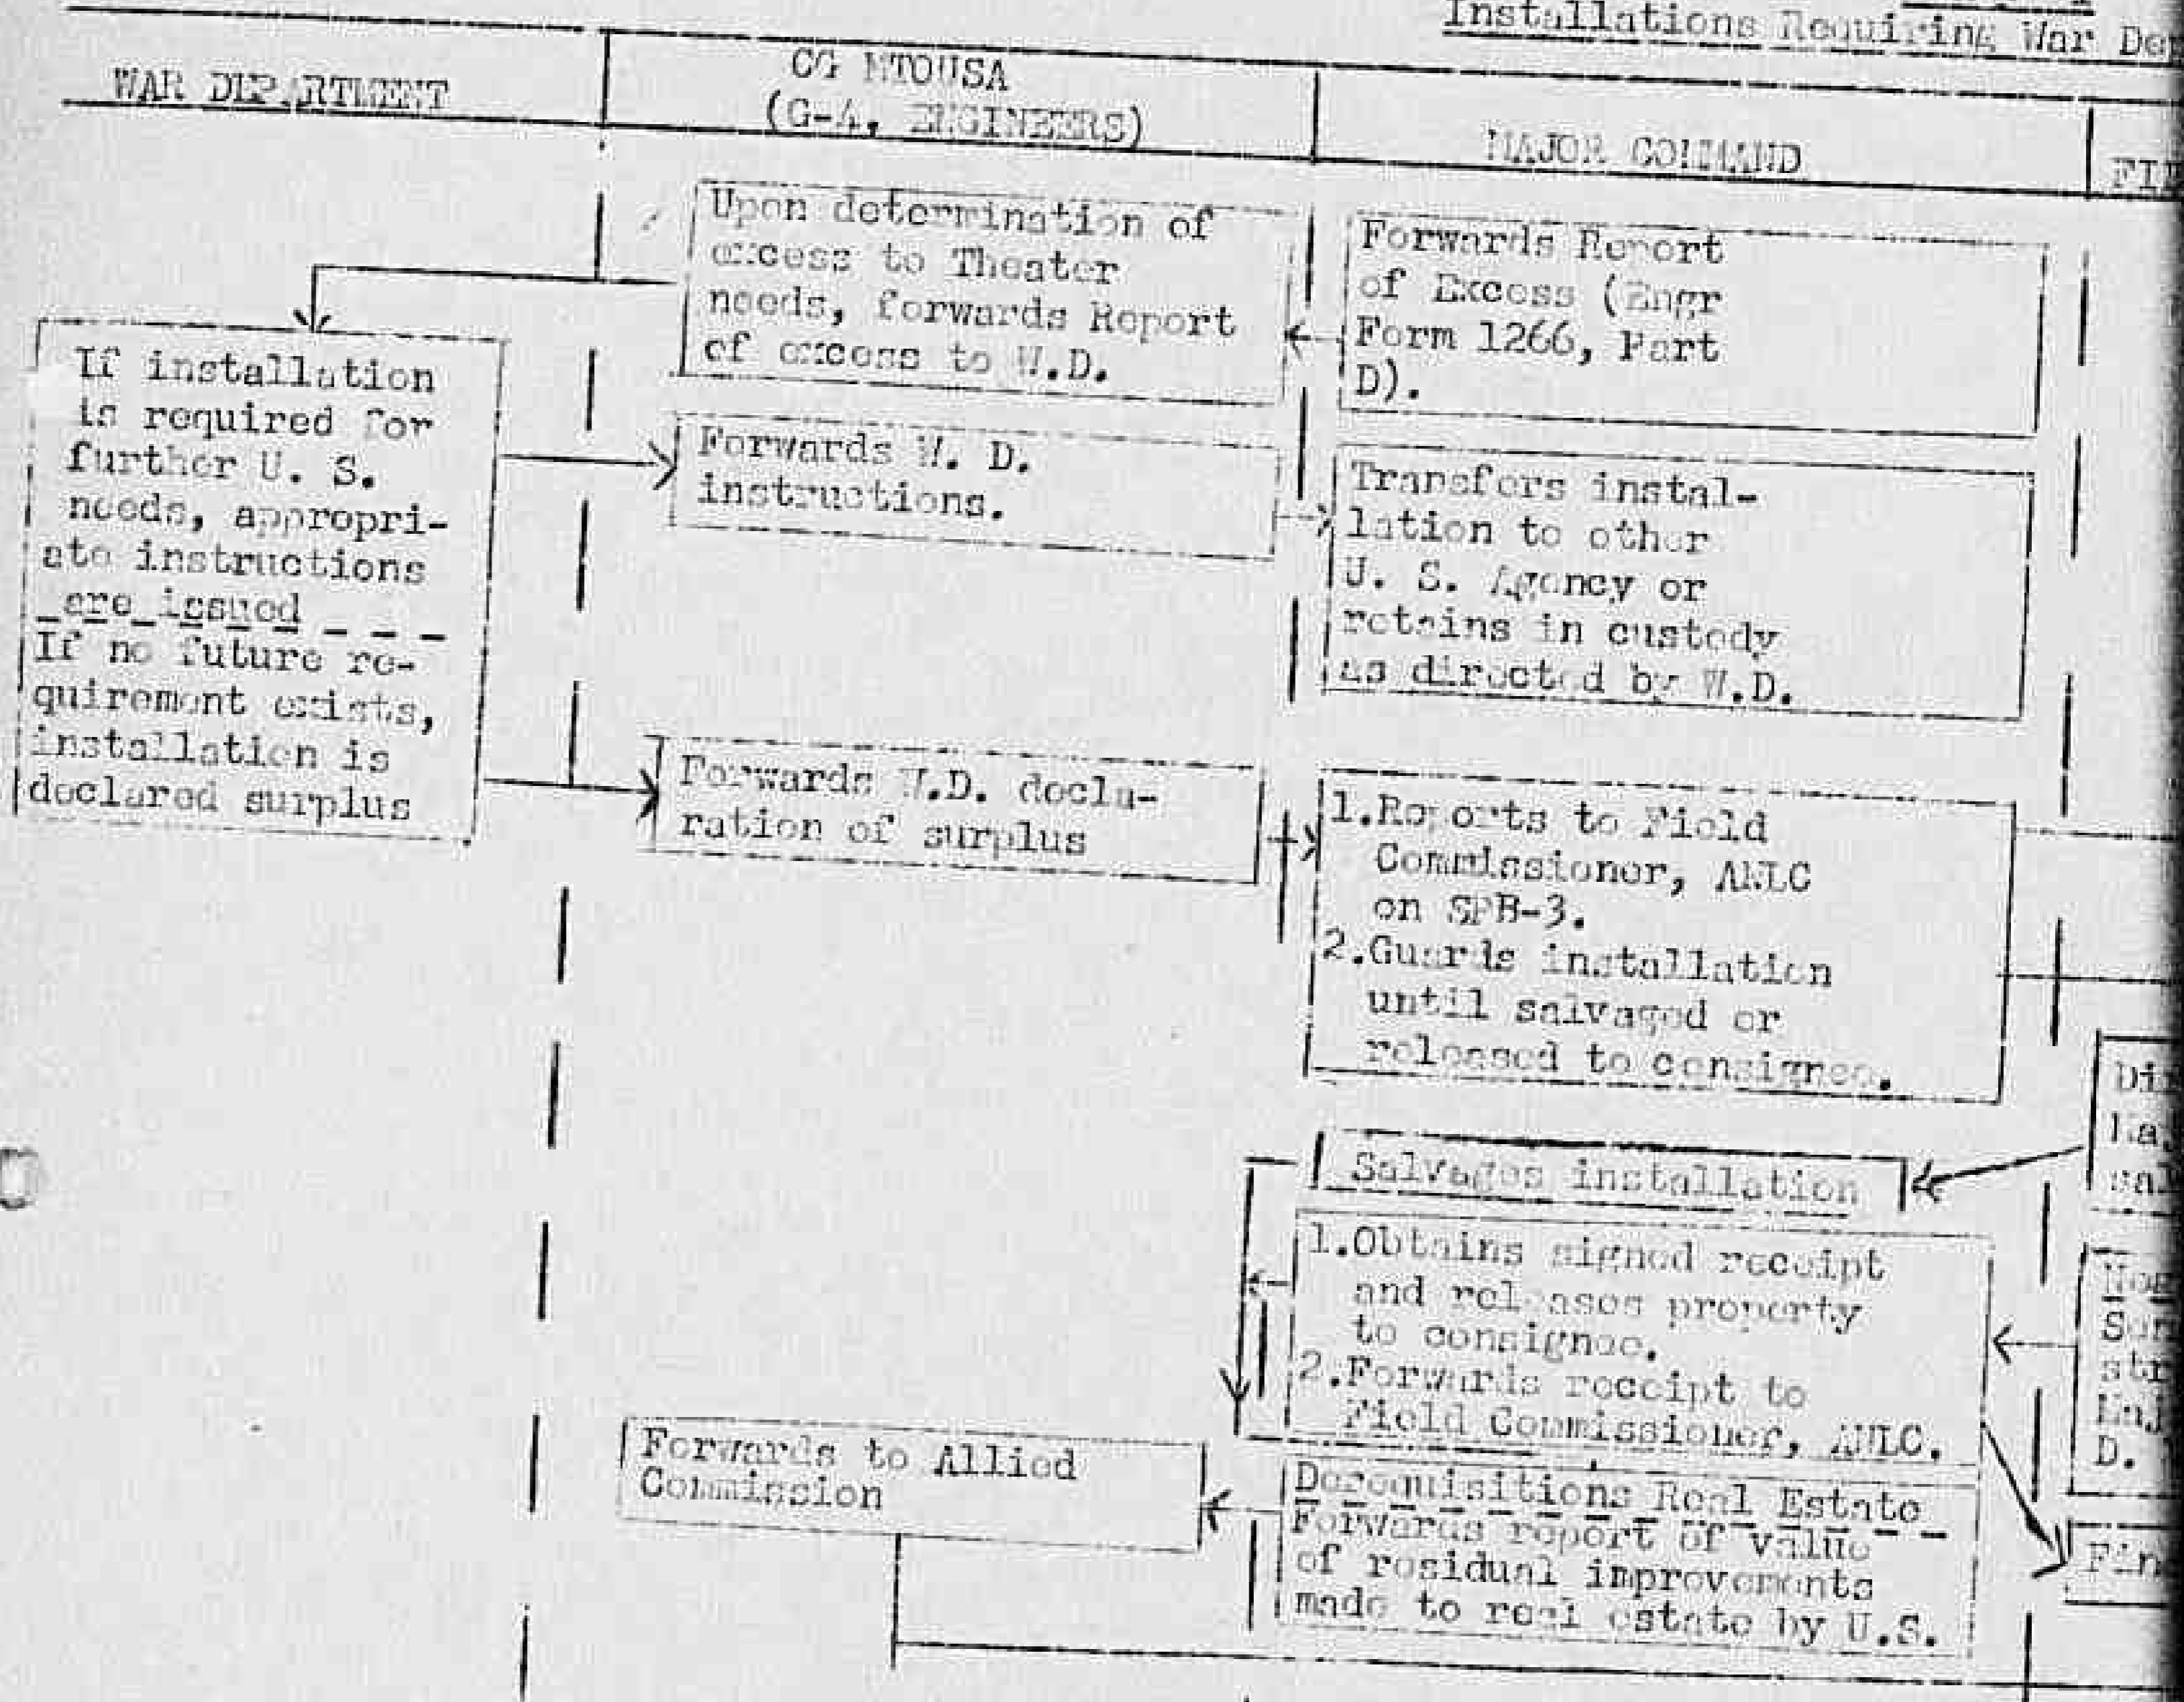 Installations Requiring War
WAR DEPARTMENT
CG MTOUSA
(G-4, ENGINEERS)
MAJOR COMMAND
Upon determination of
excess to Theater
needs, forwards Report
of excess to W.D.
Forwards Report
of Excess (Engr
Form 1266, Part
D).
If installation
is required for
further U. S.
needs, appropri-
ate instructions
are issued
If no future re-
quirement exists,
installation is
declared surplus
Forwards W. D.
instructions.
Transfers instal-
lation to other
U. S. Agency or
retains in custody
as directed by W.D.
Forwards W.D. decla-
ration of surplus
1.Reports to Field
Commissioner, ANLC
on SPB-3.
2.Guards installation
until salvaged or
released to consignee.
Salvages installation
1.Obtains signed receipt
and releases property
to consignee.
2.Forwards receipt to
Field Commissioner, ANLC.
Forwards to Allied
Commission
Derequisitions Real Estate
Forwards report of value
of residual improvements
made to real estate by U.S.
D.